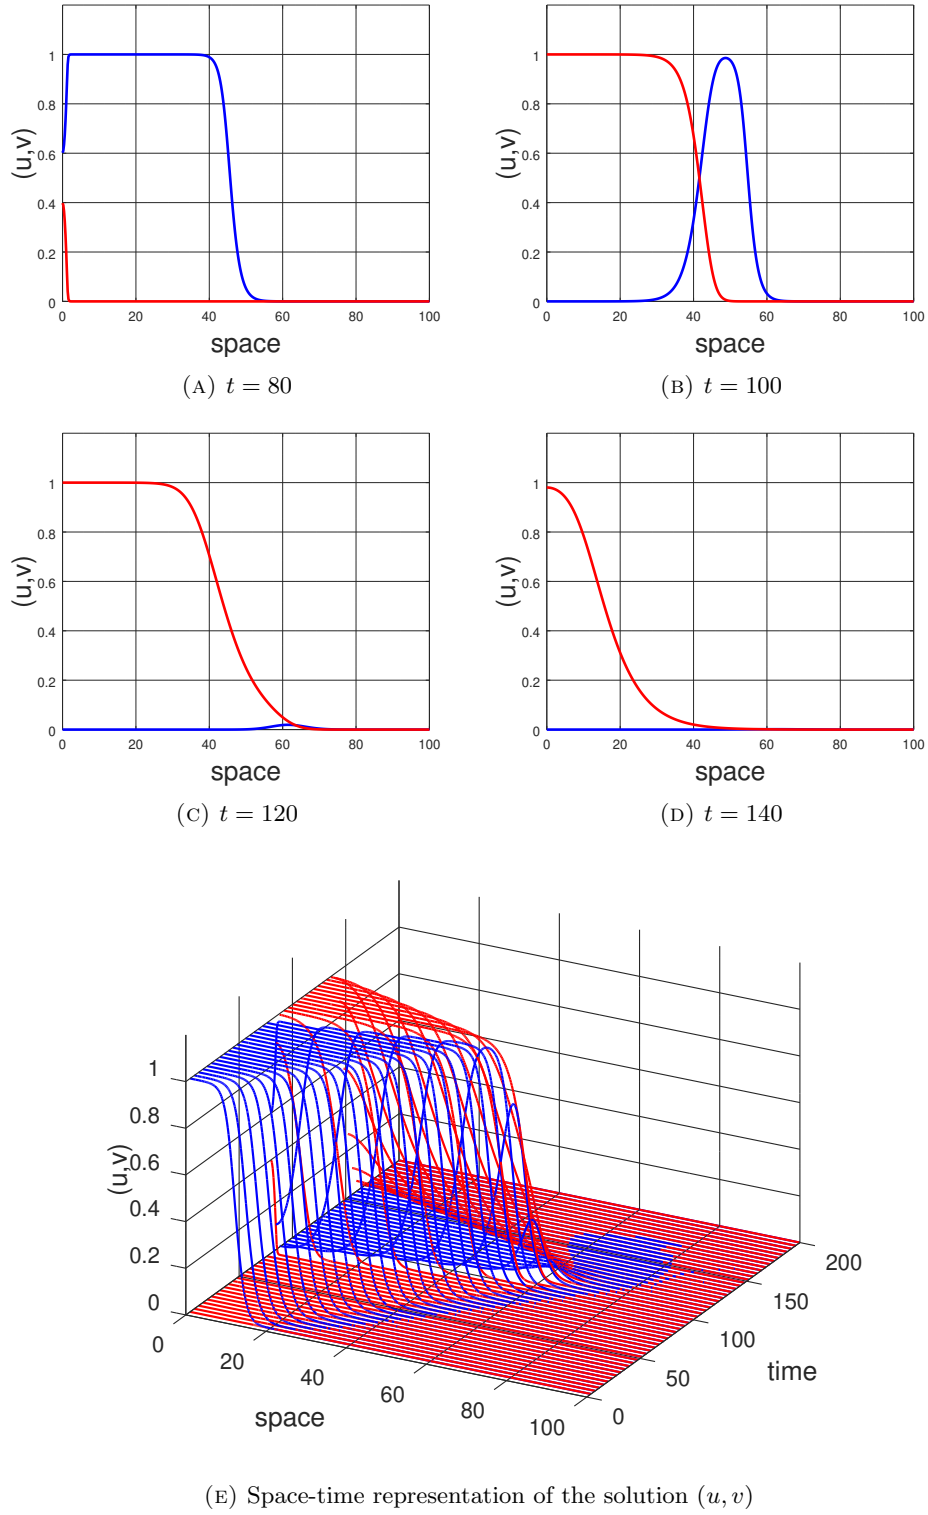 1
0.8
0.6
0.4
0.2
0
(u,v)
0 20 40 60 80 100
space
(A) t = 80
1
0.8
0.6
0.4
0.2
0
(u,v)
0 20 40 60 80 100
space
(B) t = 100
1
0.8
0.6
0.4
0.2
0
(u,v)
0 20 40 60 80 100
space
(C) t = 120
1
0.8
0.6
0.4
0.2
0
(u,v)
0 20 40 60 80 100
space
(D) t = 140
1
0.8
0.6
0.4
0.2
0
(u,v)
0 20 40 60 80 100
space
0 50 100 150 200
time
(E) Space-time representation of the solution (u, v)